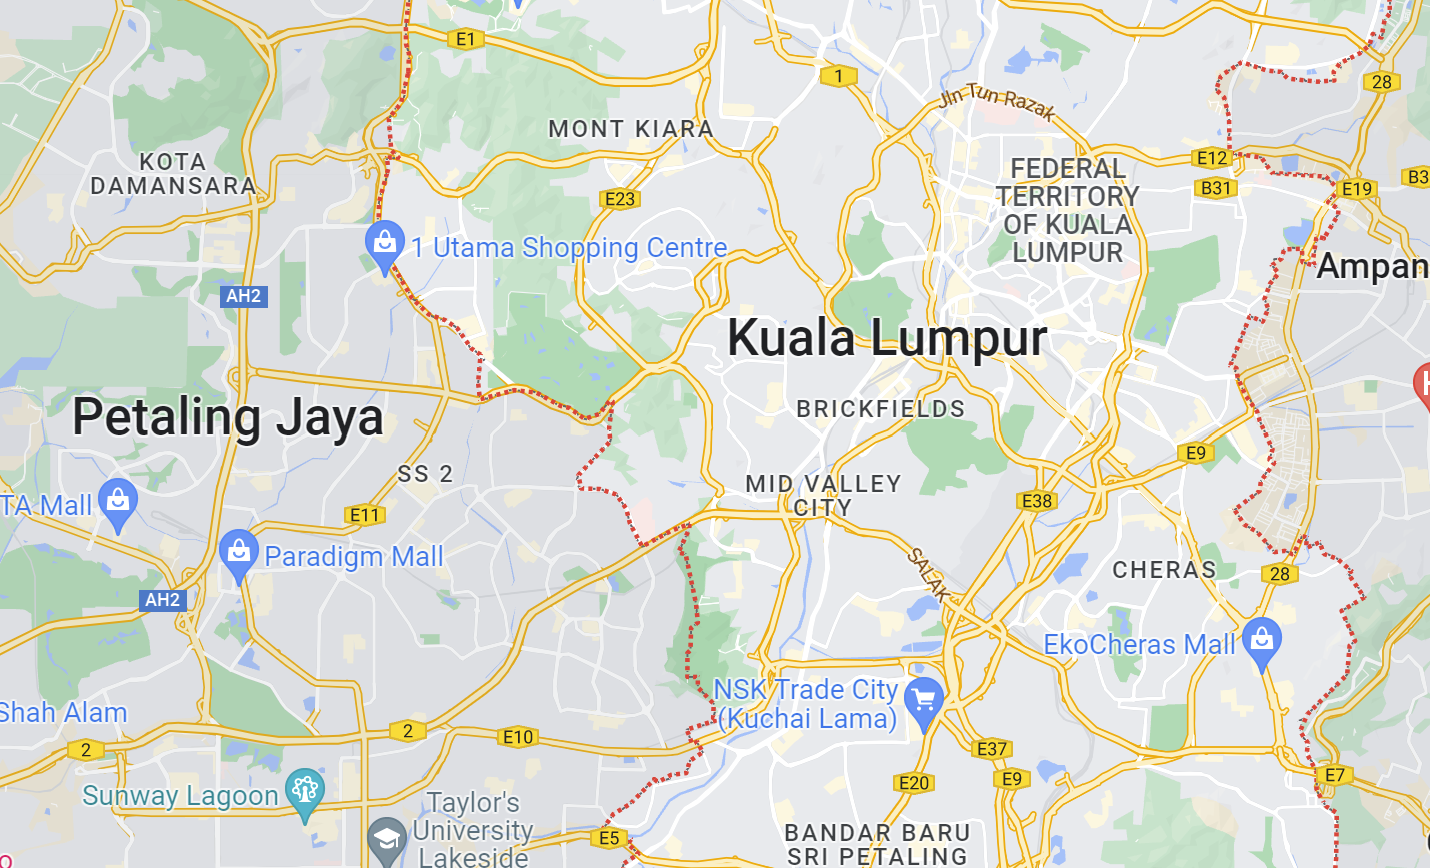 E1
1
28
Jln Tun Razak
MONT KIARA
KOTA
DAMANSARA
E12
FEDERAL
TERRITORY
OF KUALA
LUMPUR
B31
E19
B3
E23
1 Utama Shopping Centre
Ampan
AH2
Kuala Lumpur
Petaling Jaya
BRICKFIELDS
E9
SS 2
MID VALLEY
CITY
E38
TA Mall
E11
Paradigm Mall
SALAK
CHERAS
28
AH2
EkoCheras Mall
NSK Trade City
(Kuchai Lama)
Shah Alam
2
2
E10
E37
E9
E20
E7
Sunway Lagoon
Taylor's
University
Lakeside
E5
BANDAR BARU
SRI PETALING